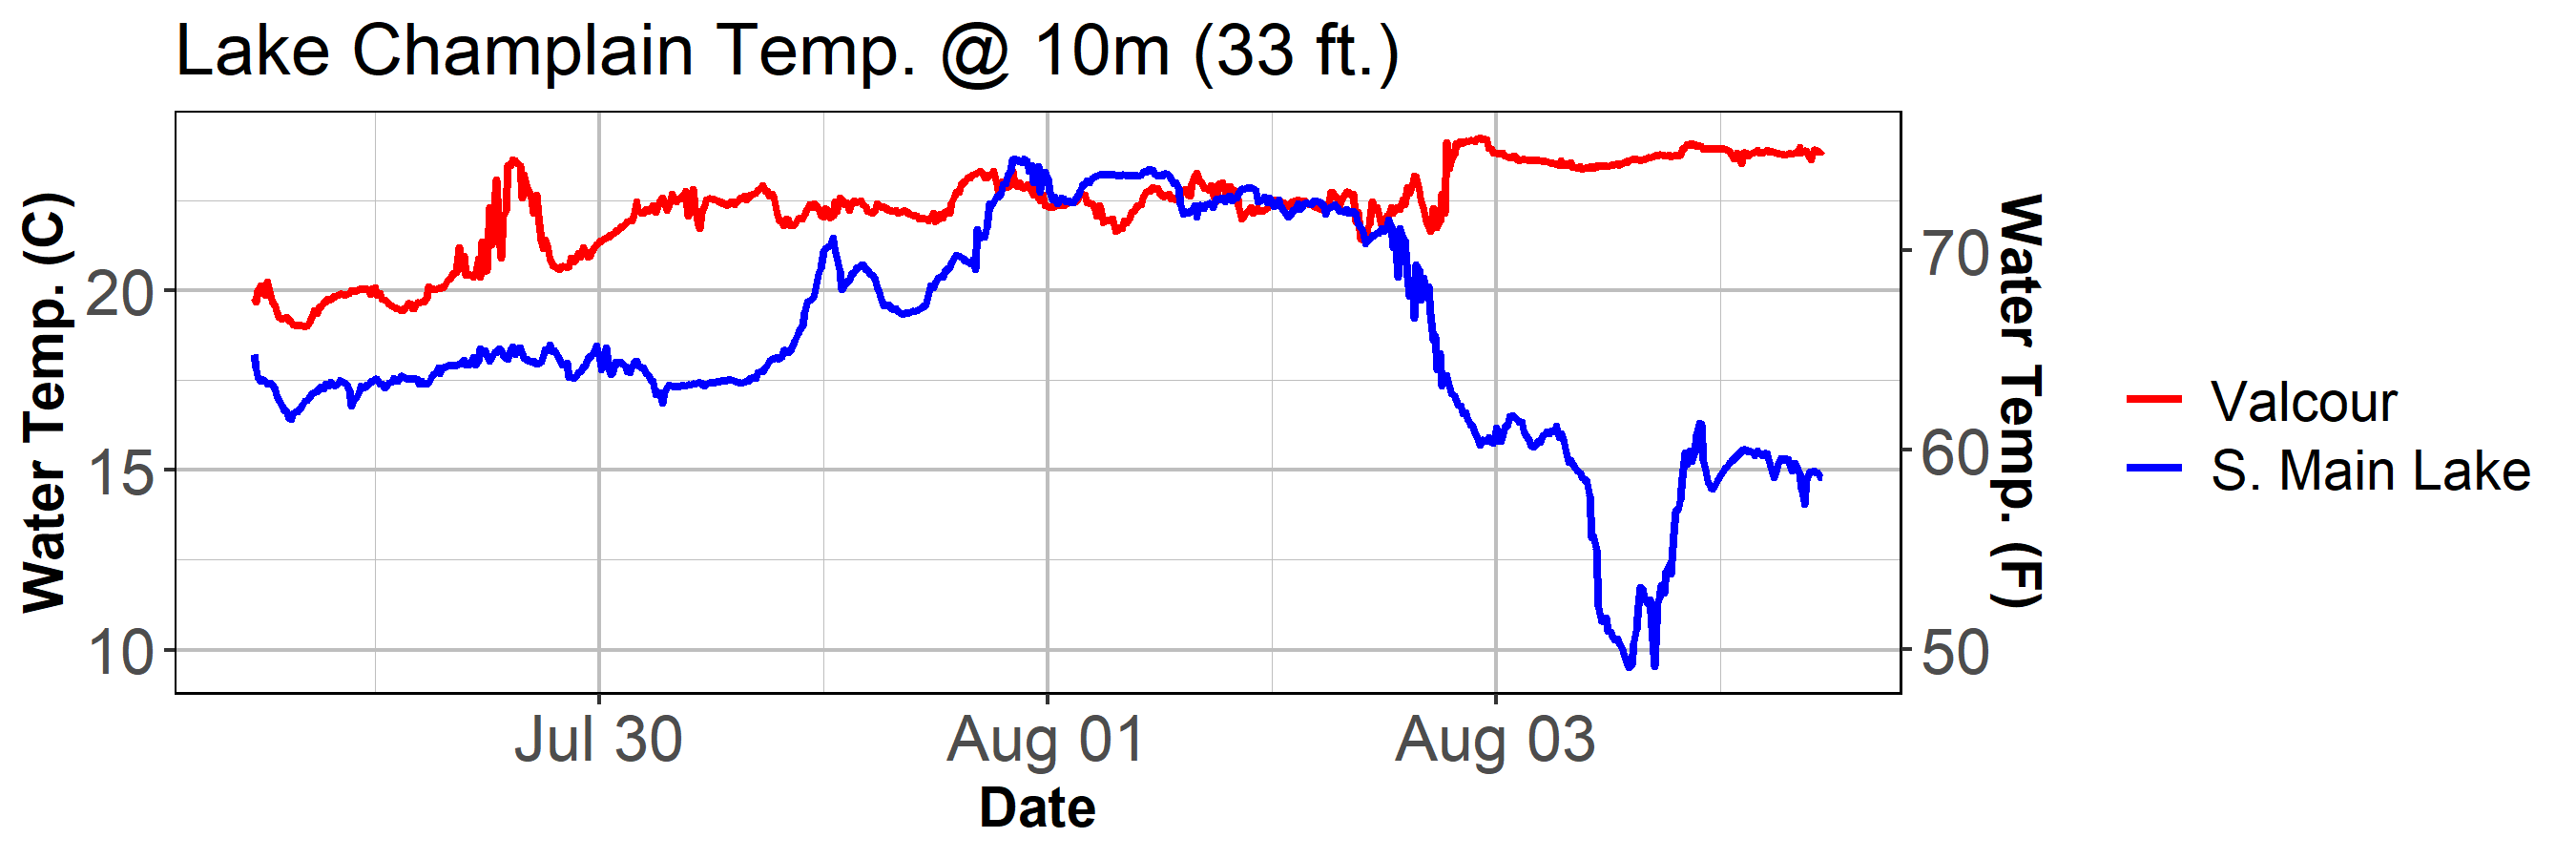 Lake Champlain Temp. @ 10m (33 ft.)
Water Temp. (C)
20
15
10
70
60
50
Water Temp. (F)
Jul 30
Aug 01
Aug 03
Date
Valcour
S. Main Lake